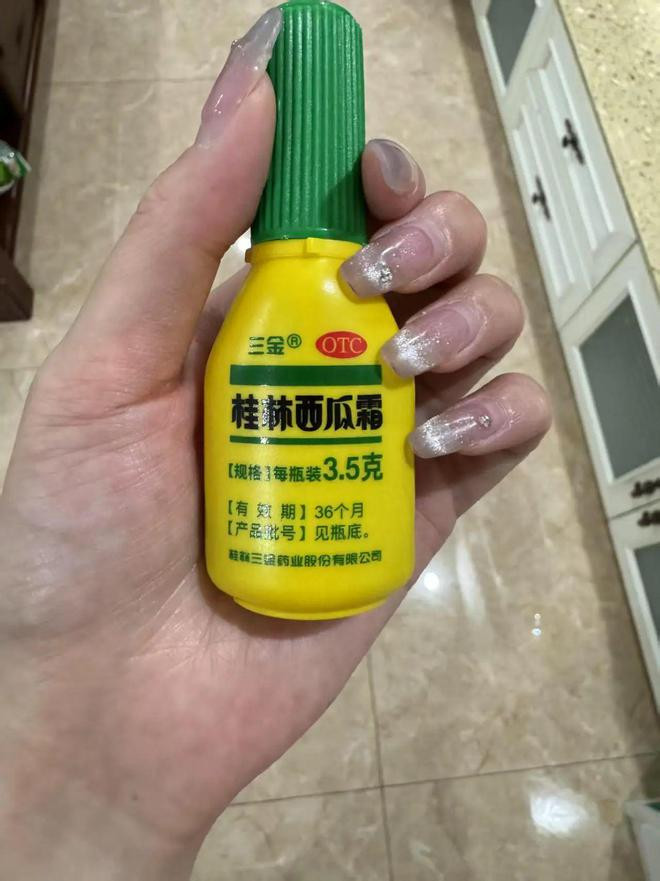 三金® OTC
桂林西瓜霜
【规格】每瓶装3.5克
【有 效 期】36个月
【产品批号】见瓶底。
桂林三金药业股份有限公司